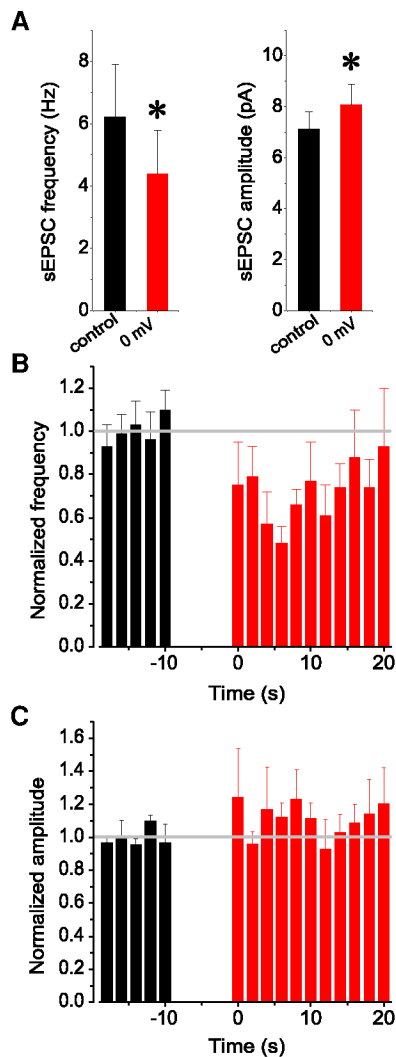 A
sEPSC frequency (Hz)
8
6
4
2
0
*
control
0 mV
sEPSC amplitude (pA)
10
8
6
4
2
0
*
control
0 mV
B
Normalized frequency
1.2
1.0
0.8
0.6
0.4
0.2
0.0
-10
0
10
20
Time (s)
C
Normalized amplitude
1.6
1.4
1.2
1.0
0.8
0.6
0.4
0.2
0.0
-10
0
10
20
Time (s)